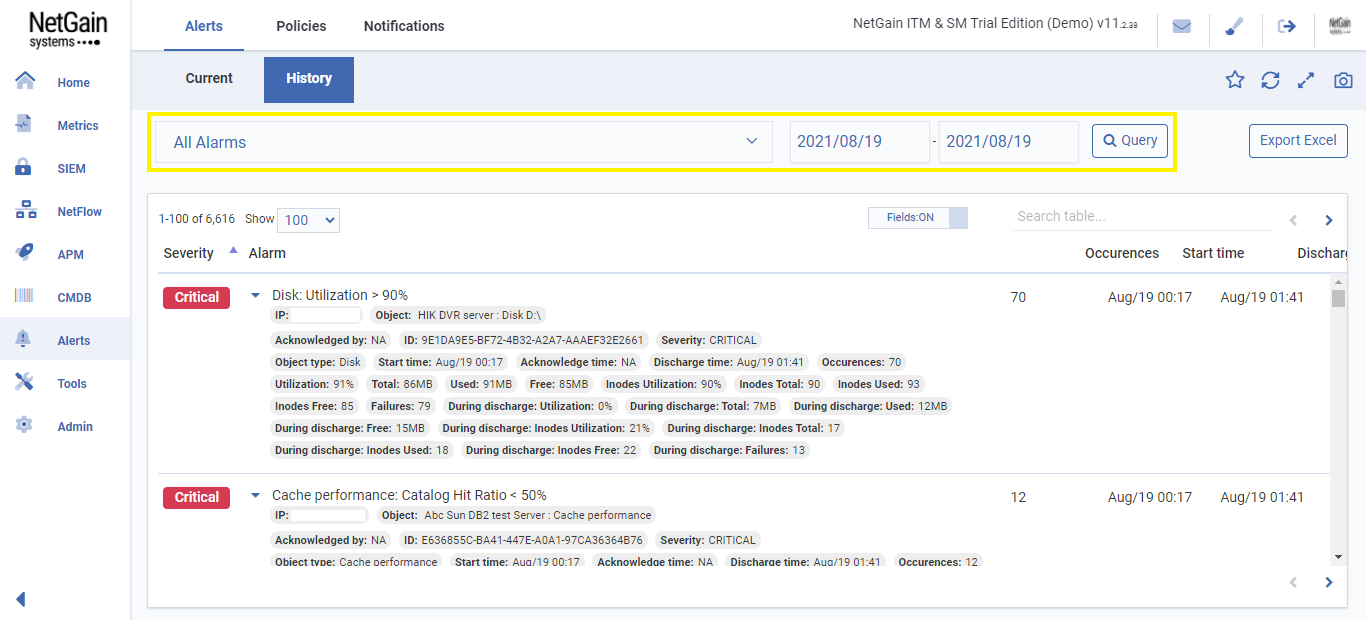 NetGain
systems
Alerts Policies Notifications
NetGain ITM & SM Trial Edition (Demo) v11.2.38
NetGain
Home
Metrics
SIEM
NetFlow
APM
CMDB
Alerts
Tools
Admin
Current History
All Alarms 2021/08/19 - 2021/08/19 Query Export Excel
1-100 of 6,616 Show 100 Fields:ON Search table...
Severity Alarm Occurences Start time Discharg
Critical Disk: Utilization > 90% 70 Aug/19 00:17 Aug/19 01:41
IP: Object: HIK DVR server : Disk D:\
Acknowledged by: NA ID: 9E1DA9E5-BF72-4B32-A2A7-AAAEF32E2661 Severity: CRITICAL
Object type: Disk Start time: Aug/19 00:17 Acknowledge time: NA Discharge time: Aug/19 01:41 Occurences: 70
Utilization: 91% Total: 86MB Used: 91MB Free: 85MB Inodes Utilization: 90% Inodes Total: 90 Inodes Used: 93
Inodes Free: 85 Failures: 79 During discharge: Utilization: 0% During discharge: Total: 7MB During discharge: Used: 12MB
During discharge: Free: 15MB During discharge: Inodes Utilization: 21% During discharge: Inodes Total: 17
During discharge: Inodes Used: 18 During discharge: Inodes Free: 22 During discharge: Failures: 13
Critical Cache performance: Catalog Hit Ratio < 50% 12 Aug/19 00:17 Aug/19 01:41
IP: Object: Abc Sun DB2 test Server : Cache performance
Acknowledged by: NA ID: E636855C-BA41-447E-A0A1-97CA36364B76 Severity: CRITICAL
Object type: Cache performance Start time: Aug/19 00:17 Acknowledge time: NA Discharge time: Aug/19 01:41 Occurences: 12